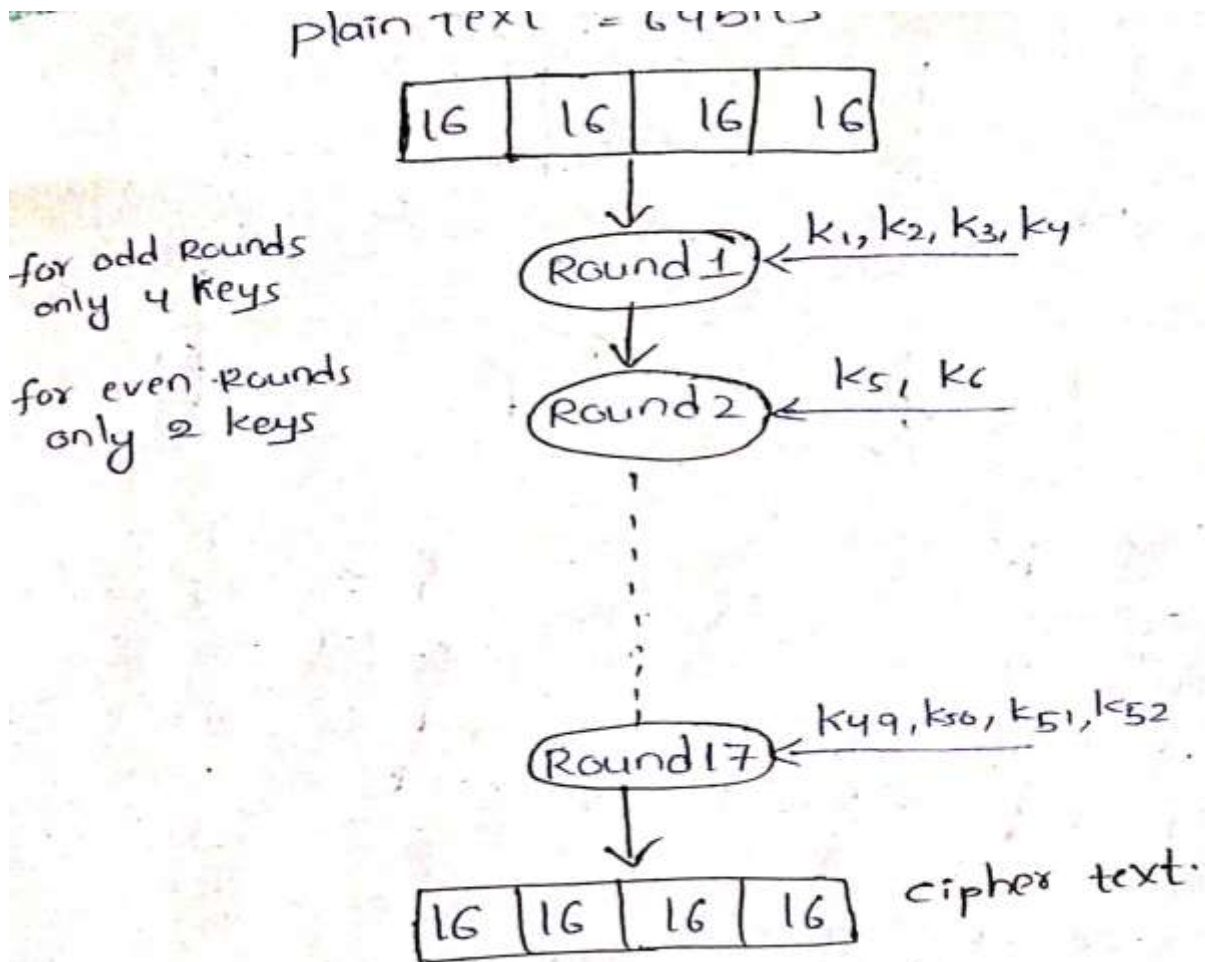 plain text = 64bits
16 16 16 16
for odd Rounds
only 4 keys
Round 1
k1, k2, k3, k4
for even Rounds
only 2 keys
Round 2
k5, k6
Round 17
k49, k50, k51, k52
16 16 16 16
cipher text.